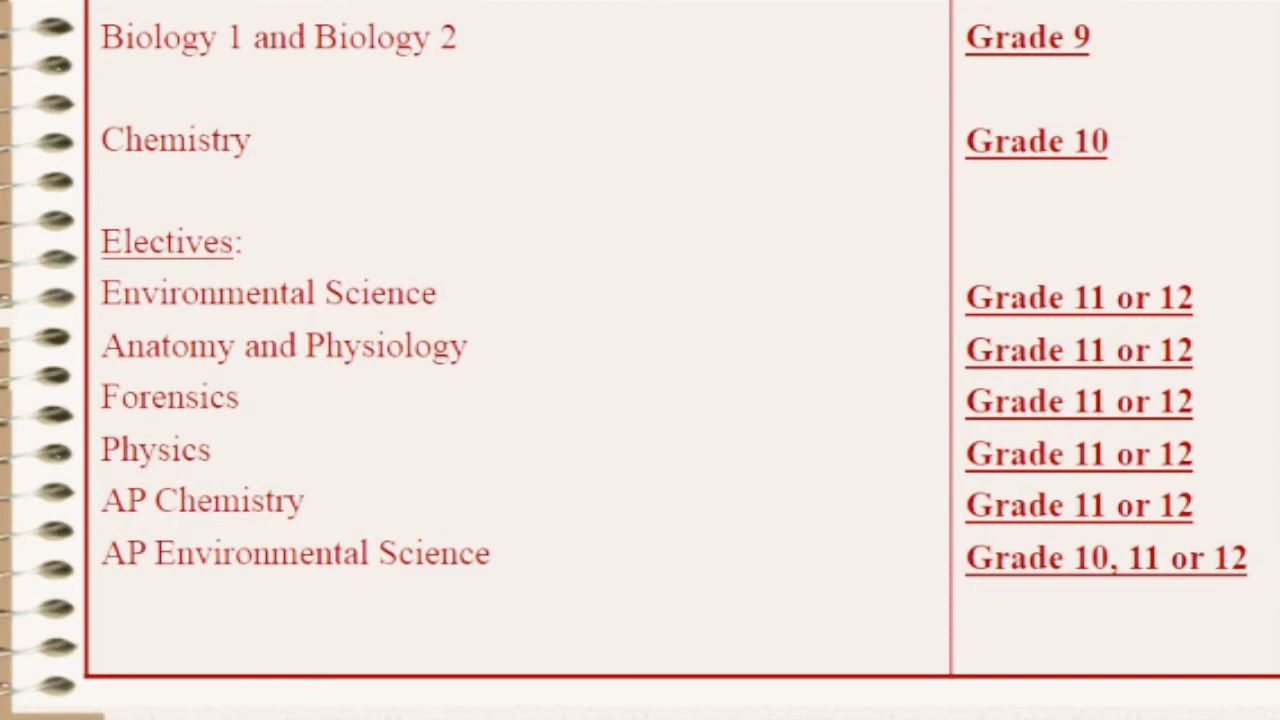 Biology 1 and Biology 2 Grade 9
Chemistry Grade 10
Electives:
Environmental Science Grade 11 or 12
Anatomy and Physiology Grade 11 or 12
Forensics Grade 11 or 12
Physics Grade 11 or 12
AP Chemistry Grade 11 or 12
AP Environmental Science Grade 10, 11 or 12